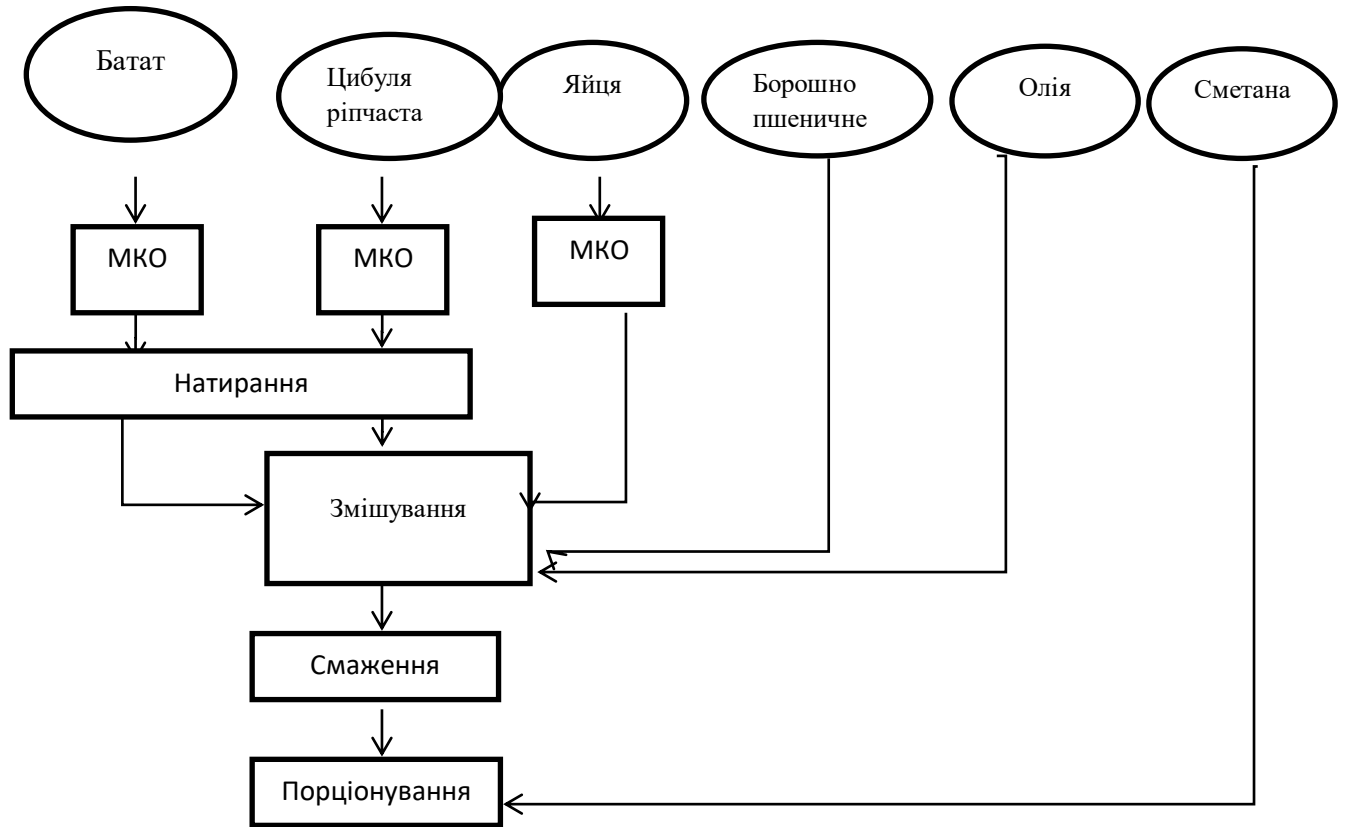 Батат
Цибуля
ріпчаста
Яйця
Борошно
пшеничне
Олія
Сметана
МКО
МКО
МКО
Натирання
Змішування
Смаження
Порціонування